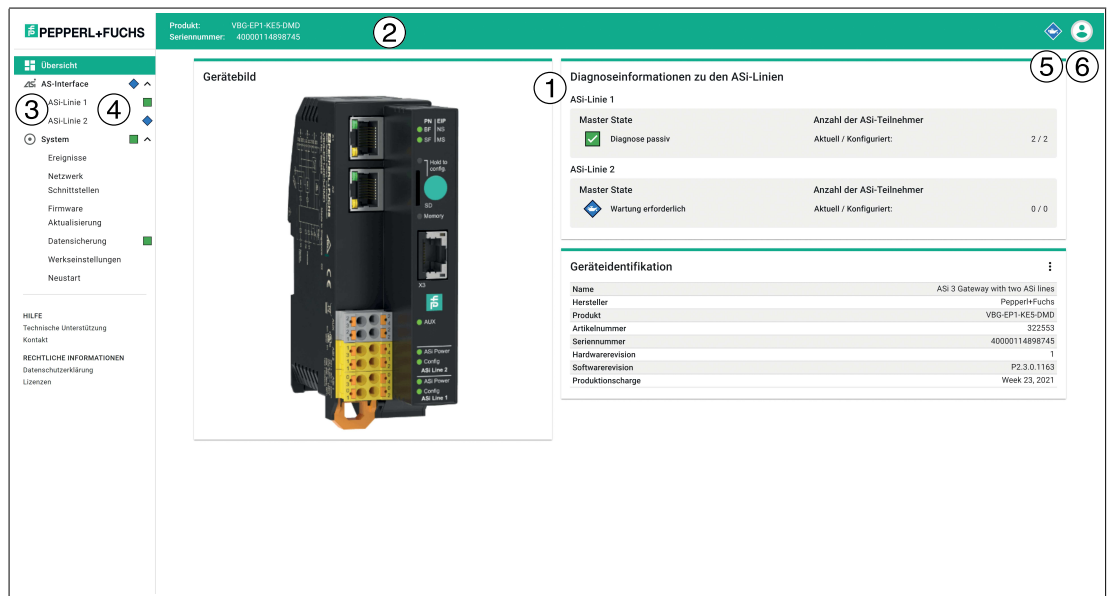 PEPPERL+FUCHS
Produkt: VBG-EP1-KE5-DMD
Seriennummer: 40000114898745
2
5
6
Übersicht
ASi AS-Interface
ASi-Linie 1
3
4
ASi-Linie 2
System
Ereignisse
Netzwerk
Schnittstellen
Firmware
Aktualisierung
Datensicherung
Werkseinstellungen
Neustart
HILFE
Technische Unterstützung
Kontakt
RECHTLICHE INFORMATIONEN
Datenschutzerklärung
Lizenzen
Gerätebild
PN EIP
BF NS
SF MS
Hold to
config.
SD
Memory
X3
AUX
ASi Power
Config
ASi Line 2
ASi Power
Config
ASi Line 1
1
Diagnoseinformationen zu den ASi-Linien
ASi-Linie 1
Master State Anzahl der ASi-Teilnehmer
Diagnose passiv Aktuell / Konfiguriert: 2 / 2
ASi-Linie 2
Master State Anzahl der ASi-Teilnehmer
Wartung erforderlich Aktuell / Konfiguriert: 0 / 0
Geräteidentifikation
Name ASi 3 Gateway with two ASi lines
Hersteller Pepperl+Fuchs
Produkt VBG-EP1-KE5-DMD
Artikelnummer 322553
Seriennummer 40000114898745
Hardwarerevision 1
Softwarerevision P2.3.0.1163
Produktionscharge Week 23, 2021